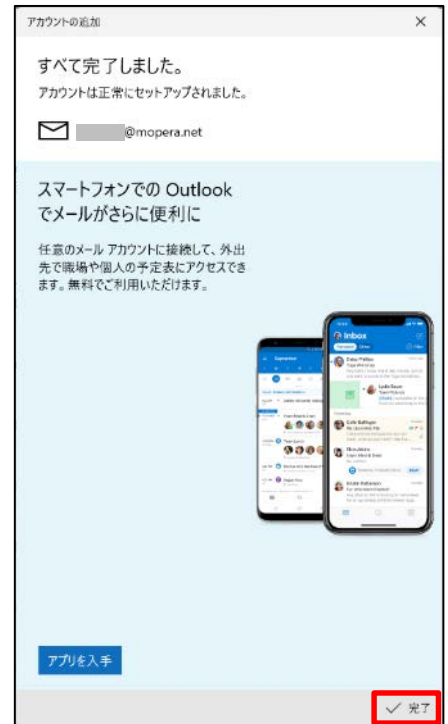 アカウントの追加
すべて完了しました。
アカウントは正常にセットアップされました。
@mopera.net
スマートフォンでの Outlook
でメールがさらに便利に
任意のメール アカウントに接続して、外出
先で職場や個人の予定表にアクセスでき
ます。無料でご利用いただけます。
Inbox
アプリを入手
完了